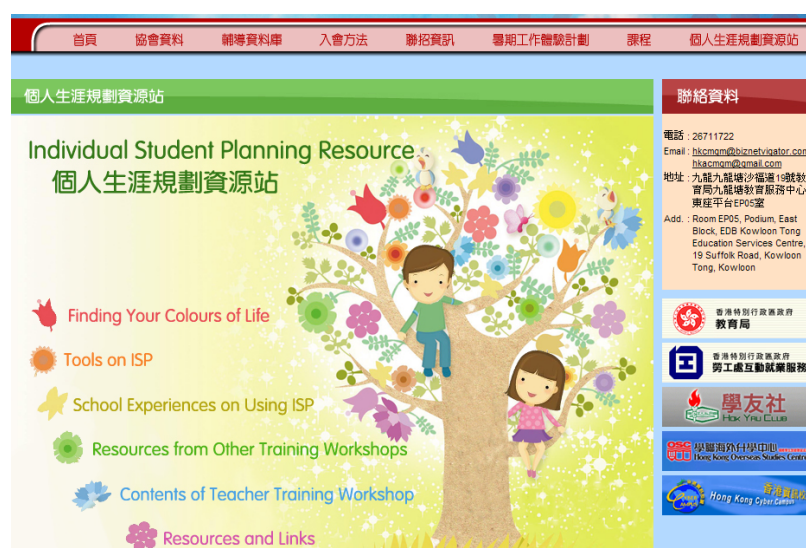 首頁 協會資料 輔導資料庫 入會方法 聯招資訊 暑期工作體驗計劃 課程 個人生涯規劃資源站
個人生涯規劃資源站
Individual Student Planning Resource
個人生涯規劃資源站
Finding Your Colours of Life
Tools on ISP
School Experiences on Using ISP
Resources from Other Training Workshops
Contents of Teacher Training Workshop
Resources and Links
聯絡資料
電話 : 26711722
Email : hkcmgm@biznetvigator.com
hkacmgm@gmail.com
地址 : 九龍九龍塘沙福道19號教
育局九龍塘教育服務中心
東座平台EP05室
Add. : Room EP05, Podium, East
Block, EDB Kowloon Tong
Education Services Centre,
19 Suffolk Road, Kowloon
Tong, Kowloon
香港特別行政區政府
教育局
香港特別行政區政府
勞工處互動就業服務
學友社
HOK YAU CLUB
學聯海外升學中心
Hong Kong Overseas Studies Centre
Hong Kong Cyber Campus